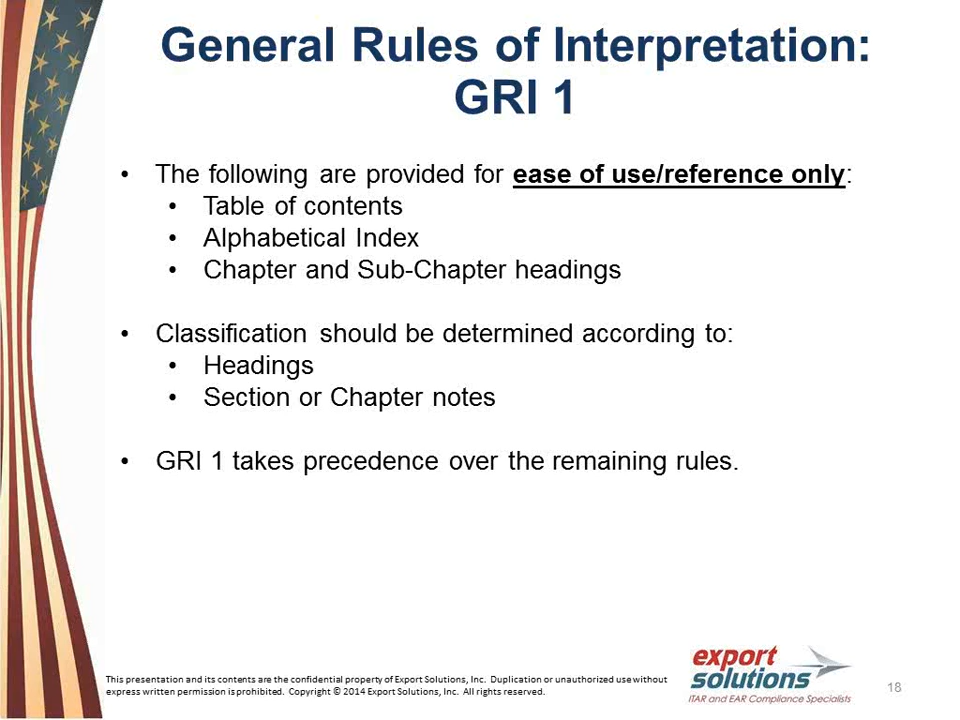 General Rules of Interpretation:
GRI 1
• The following are provided for ease of use/reference only:
• Table of contents
• Alphabetical Index
• Chapter and Sub-Chapter headings
• Classification should be determined according to:
• Headings
• Section or Chapter notes
• GRI 1 takes precedence over the remaining rules.
This presentation and its contents are the confidential property of Export Solutions, Inc. Duplication or unauthorized use without
express written permission is prohibited. Copyright © 2014 Export Solutions, Inc. All rights reserved.
export
solutions
ITAR and EAR Compliance Specialists
18